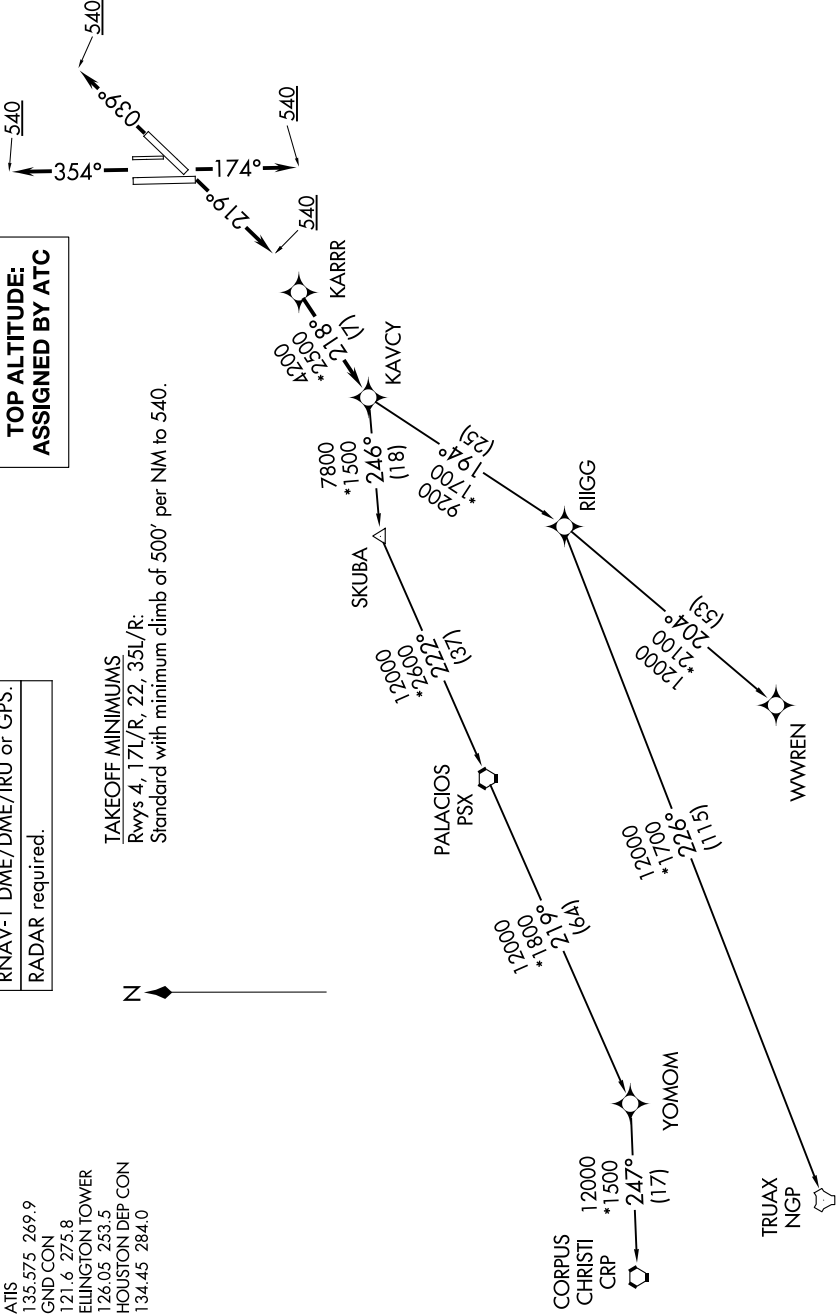 ATIS
135.575 269.9
GND CON
121.6 275.8
ELLINGTON TOWER
126.05 253.5
HOUSTON DEP CON
134.45 284.0
RNAV-1 DME/DME/IRU or GPS.
RADAR required.
TOP ALTITUDE:
ASSIGNED BY ATC
TAKEOFF MINIMUMS
Rwys 4, 17L/R, 22, 35L/R:
Standard with minimum climb of 500' per NM to 540.
N
540
540
540
540
354°
039°
174°
219°
KARRR
4200
*2500
218°
(7)
KAVCY
7800
*1500
246°
(18)
9200
*1700
194°
(25)
SKUBA
RIIGG
12000
*2600
222°
(37)
12000
*2100
204°
(53)
WWREN
PALACIOS
PSX
12000
*1800
219°
(64)
12000
*1700
226°
(115)
YOMOM
12000
*1500
247°
(17)
CORPUS
CHRISTI
CRP
TRUAX
NGP